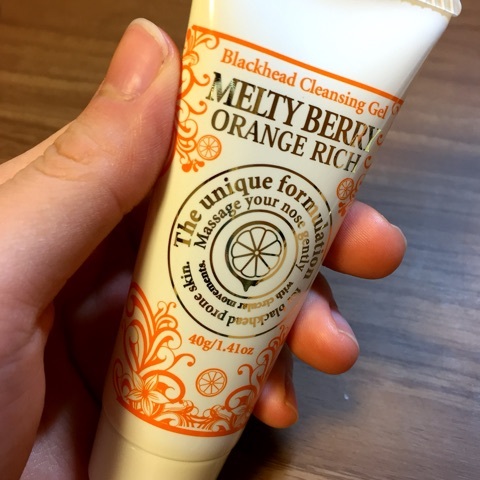 Blackhead Cleansing Gel
MELTY BERRY
ORANGE RICH
The unique formulation
blackhead prone skin.
Massage your nose gently
with circular movements.
40g/1.41oz